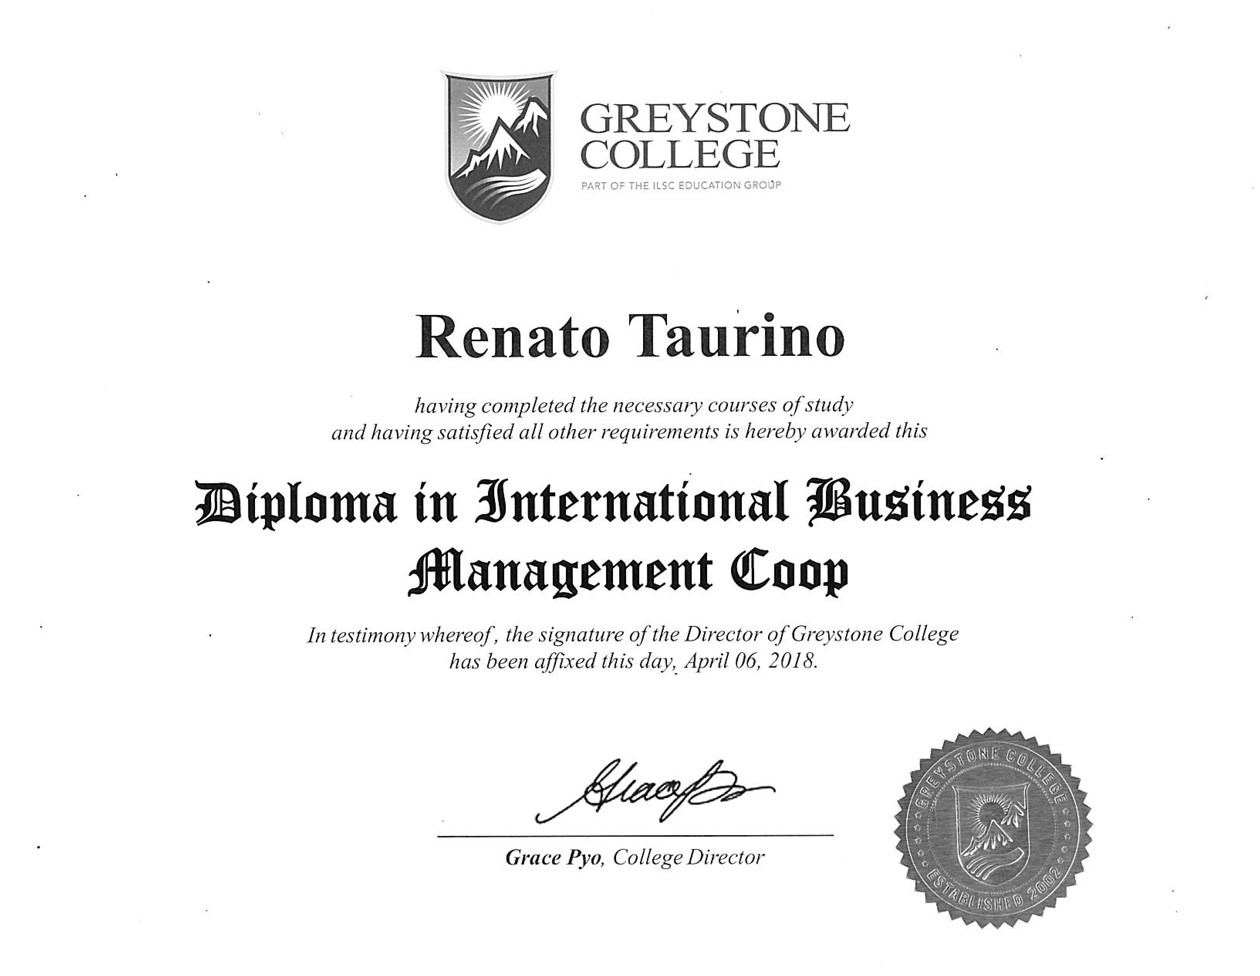 GREYSTONE
COLLEGE
PART OF THE ILSC EDUCATION GROUP
Renato Taurino
having completed the necessary courses of study
and having satisfied all other requirements is hereby awarded this
Diploma in International Business
Management Coop
In testimony whereof, the signature of the Director of Greystone College
has been affixed this day, April 06, 2018.
Grace Pyo
Grace Pyo, College Director
GREYSTONE COLLEGE
ESTABLISHED 2002